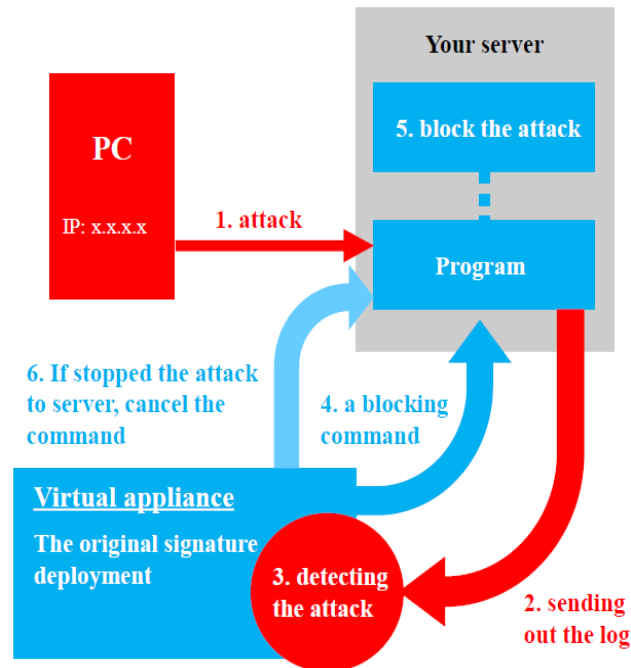 Your server
5. block the attack
PC
IP: x.x.x.x
1. attack
Program
6. If stopped the attack
to server, cancel the
command
4. a blocking
command
Virtual appliance
The original signature
deployment
3. detecting
the attack
2. sending
out the log